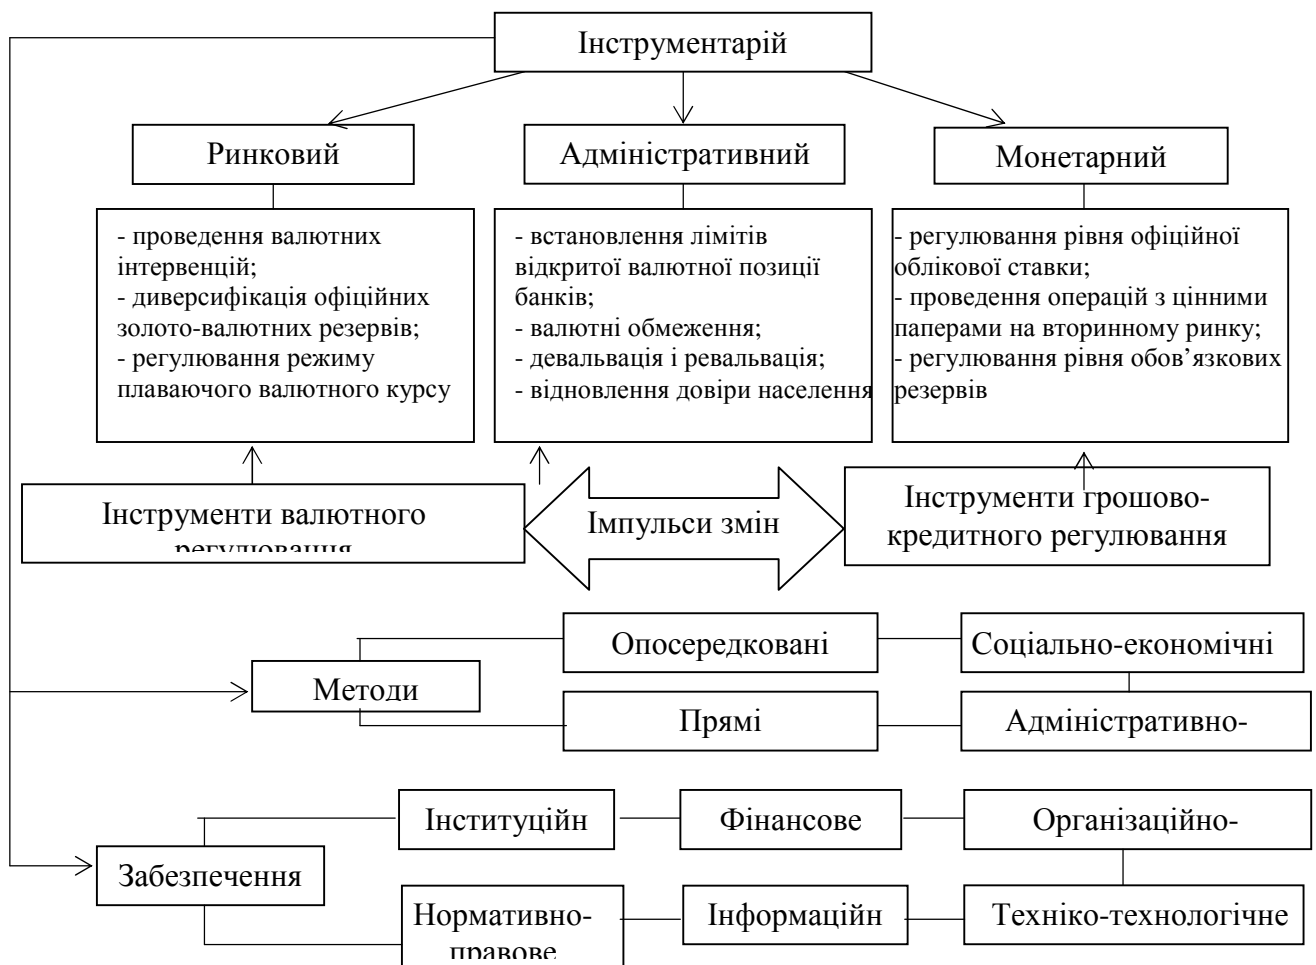 Інструментарій
Ринковий
Адміністративний
Монетарний
- проведення валютних
інтервенцій;
- диверсифікація офіційних
золото-валютних резервів;
- регулювання режиму
плаваючого валютного курсу
- встановлення лімітів
відкритої валютної позиції
банків;
- валютні обмеження;
- девальвація і ревальвація;
- відновлення довіри населення
- регулювання рівня офіційної
облікової ставки;
- проведення операцій з цінними
паперами на вторинному ринку;
- регулювання рівня обов’язкових
резервів
Інструменти валютного
регулювання
Імпульси змін
Інструменти грошово-
кредитного регулювання
Методи
Опосередковані
Соціально-економічні
Прямі
Адміністративно-
Забезпечення
Інституційн
Фінансове
Організаційно-
Нормативно-
правове
Інформаційн
Техніко-технологічне